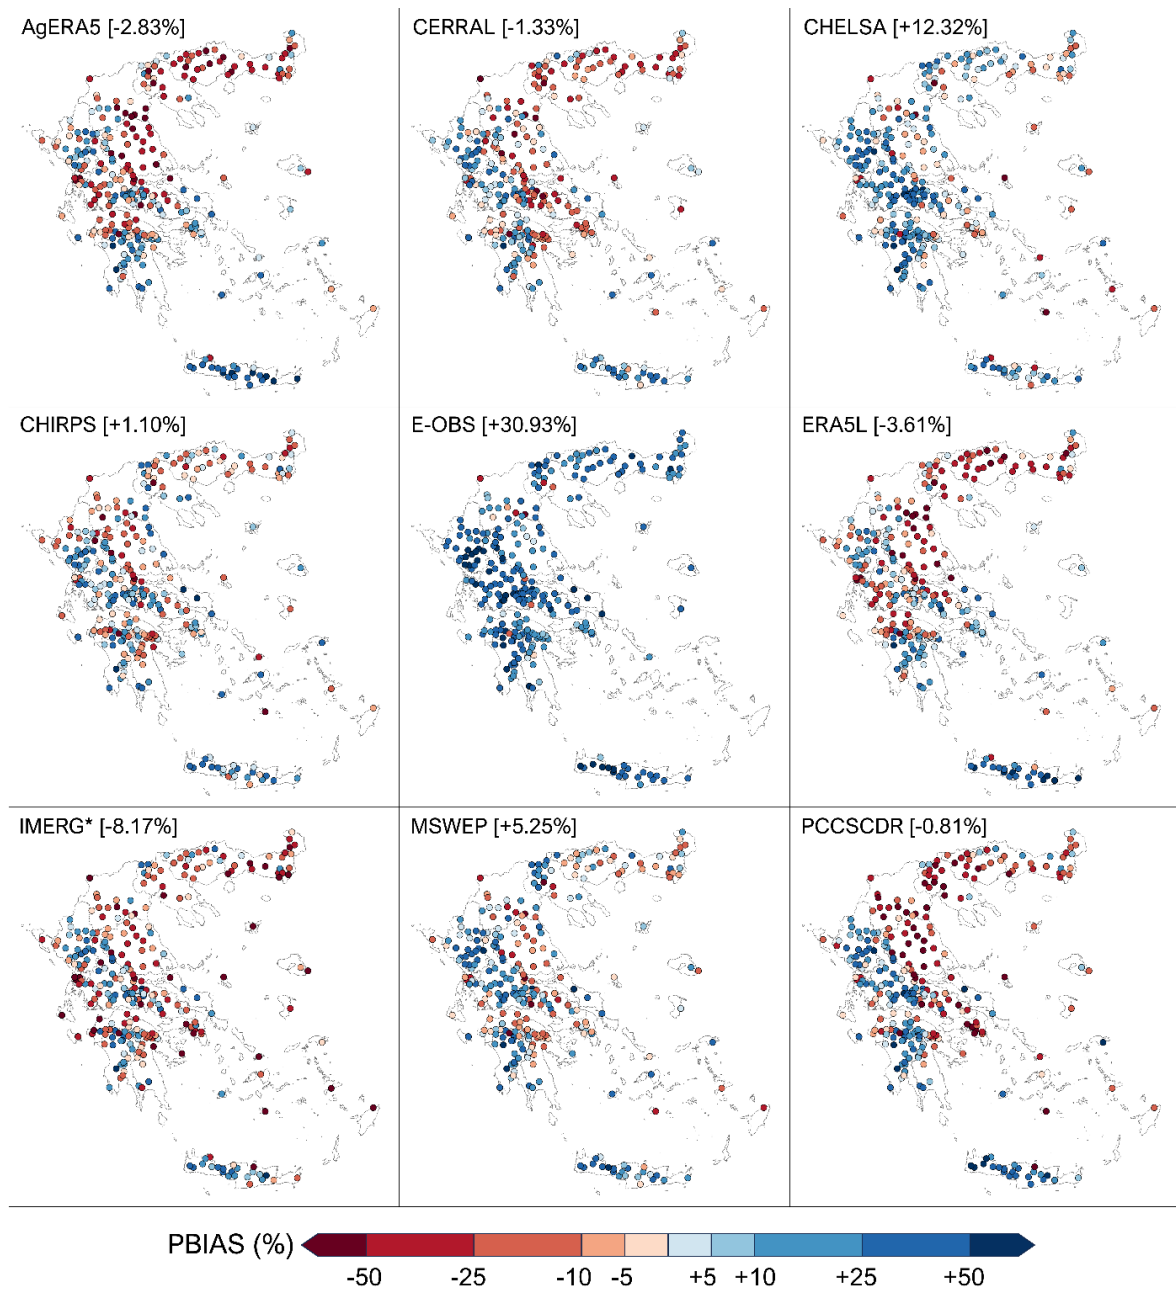 AgERA5 [-2.83%]
CERRAL [-1.33%]
CHELSA [+12.32%]
CHIRPS [+1.10%]
E-OBS [+30.93%]
ERA5L [-3.61%]
IMERG* [-8.17%]
MSWEP [+5.25%]
PCCSCDR [-0.81%]
PBIAS (%)
-50 -25 -10 -5 +5 +10 +25 +50